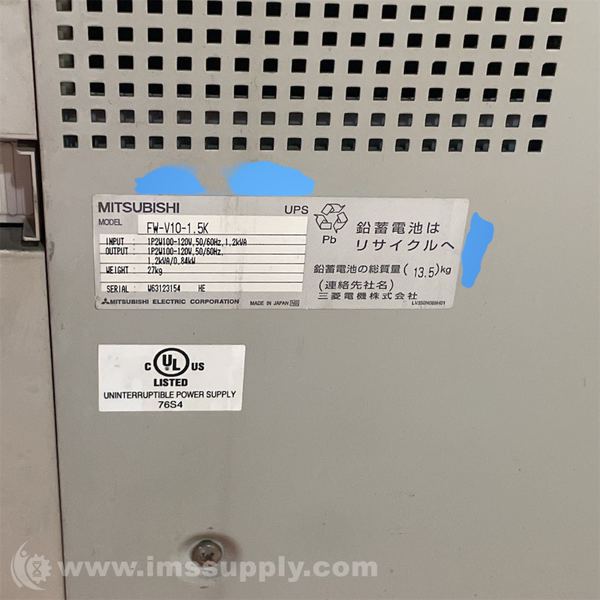 MITSUBISHI UPS
MODEL FW-V10-1.5K
INPUT : 1P2W100-120V,50/60Hz,1.2kVA
OUTPUT : 1P2W100-120V,50/60Hz,
1.2kVA/0.84kW
WEIGHT : 27kg
SERIAL : W63123154 HE
MITSUBISHI ELECTRIC CORPORATION MADE IN JAPAN
Pb
鉛蓄電池は
リサイクルへ
鉛蓄電池の総質量(13.5)kg
(連絡先社名)
三菱電機株式会社
C UL US
LISTED
UNINTERRUPTIBLE POWER SUPPLY
76S4
www.imssupply.com